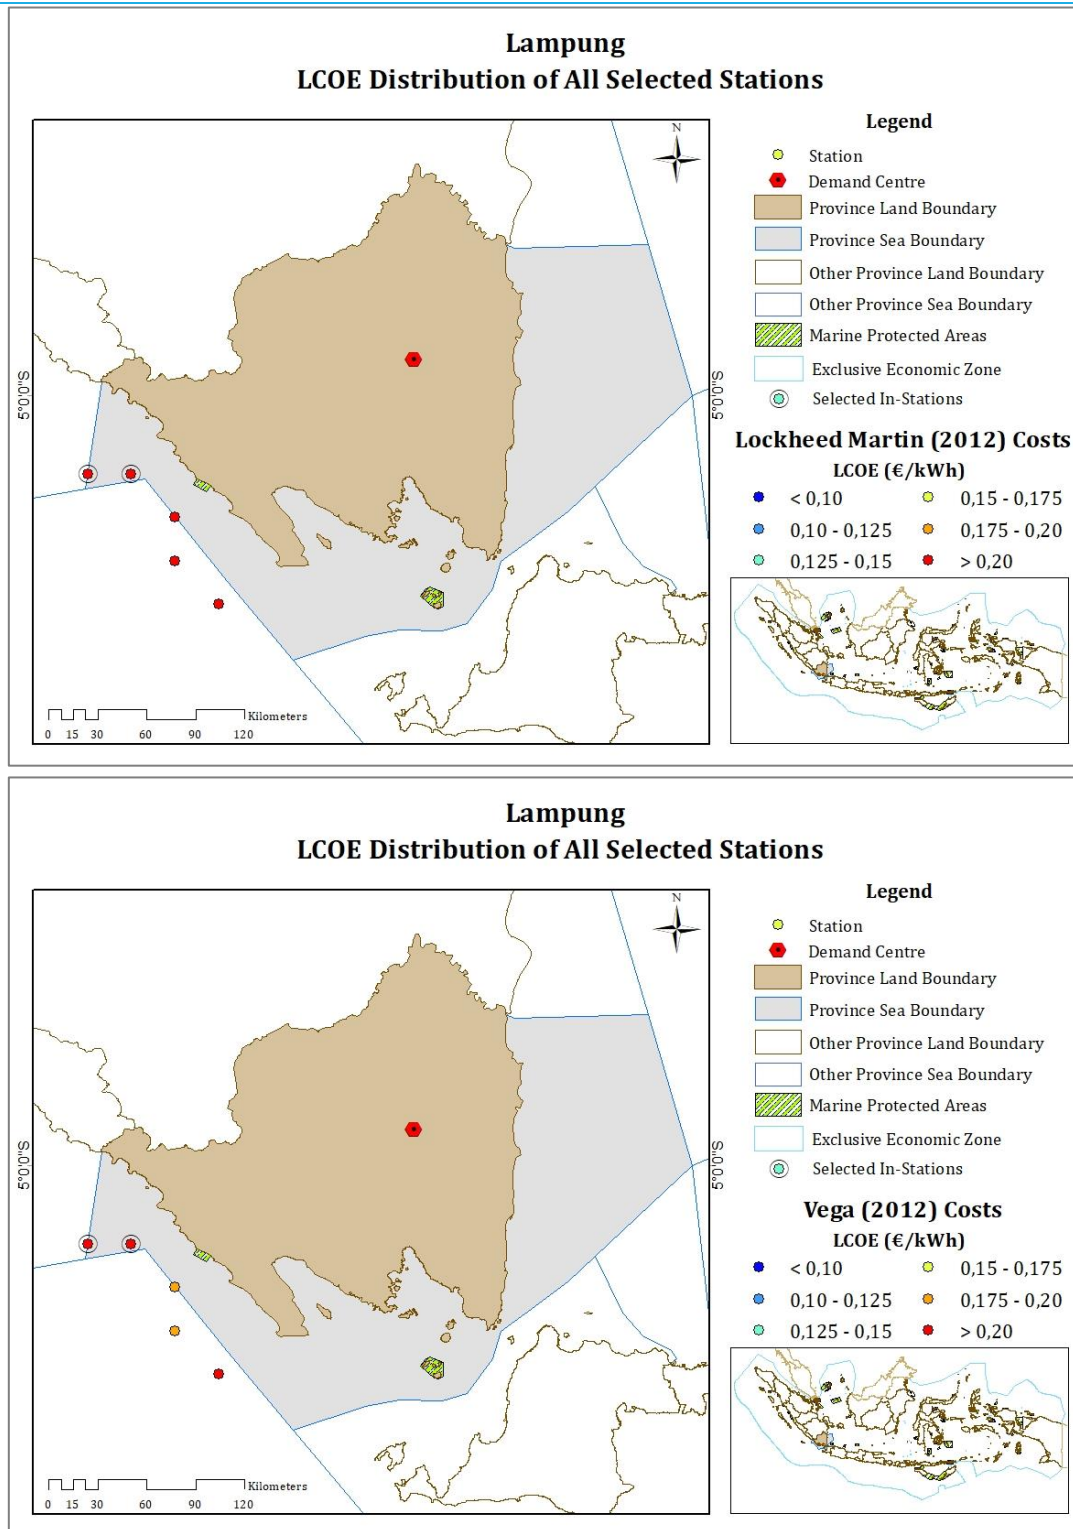 Lampung
LCOE Distribution of All Selected Stations
N
5°0'0"S
5°0'0"S
0 15 30 60 90 120
Kilometers
Legend
Station
Demand Centre
Province Land Boundary
Province Sea Boundary
Other Province Land Boundary
Other Province Sea Boundary
Marine Protected Areas
Exclusive Economic Zone
Selected In-Stations
Lockheed Martin (2012) Costs
LCOE (€/kWh)
< 0,10 0,15 - 0,175
0,10 - 0,125 0,175 - 0,20
0,125 - 0,15 > 0,20
Lampung
LCOE Distribution of All Selected Stations
N
5°0'0"S
5°0'0"S
0 15 30 60 90 120
Kilometers
Legend
Station
Demand Centre
Province Land Boundary
Province Sea Boundary
Other Province Land Boundary
Other Province Sea Boundary
Marine Protected Areas
Exclusive Economic Zone
Selected In-Stations
Vega (2012) Costs
LCOE (€/kWh)
< 0,10 0,15 - 0,175
0,10 - 0,125 0,175 - 0,20
0,125 - 0,15 > 0,20